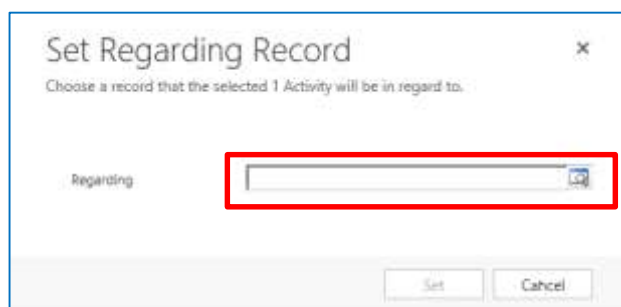 Set Regarding Record
Choose a record that the selected 1 Activity will be in regard to.
Regarding
Set
Cancel